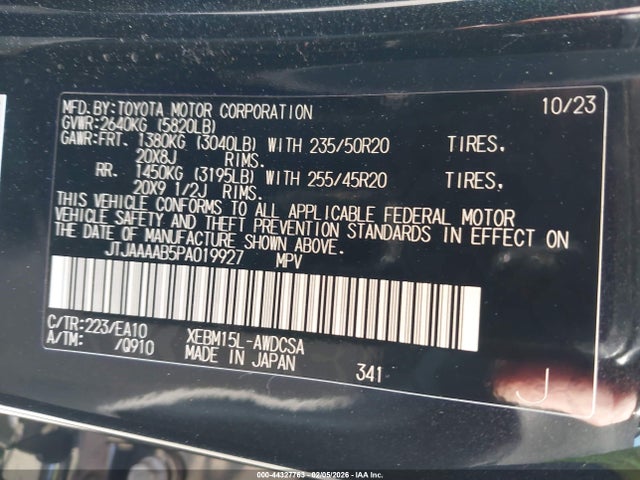 MFD.BY:TOYOTA MOTOR CORPORATION 10/23
GVWR:2640KG (5820LB)
GAWR:FRT. 1380KG (3040LB) WITH 235/50R20 TIRES,
20X8J RIMS.
RR. 1450KG (3195LB) WITH 255/45R20 TIRES,
20X9 1/2J RIMS.
THIS VEHICLE CONFORMS TO ALL APPLICABLE FEDERAL MOTOR
VEHICLE SAFETY AND THEFT PREVENTION STANDARDS IN EFFECT ON
THE DATE OF MANUFACTURE SHOWN ABOVE.
JTJAAAAB5PA019927 MPV
C/TR:223/EA10 XEBM15L-AWDCSA
A/TM: /Q910 MADE IN JAPAN
341 J
000-44327763 - 02/05/2026 - © Copyright IAA, Inc.